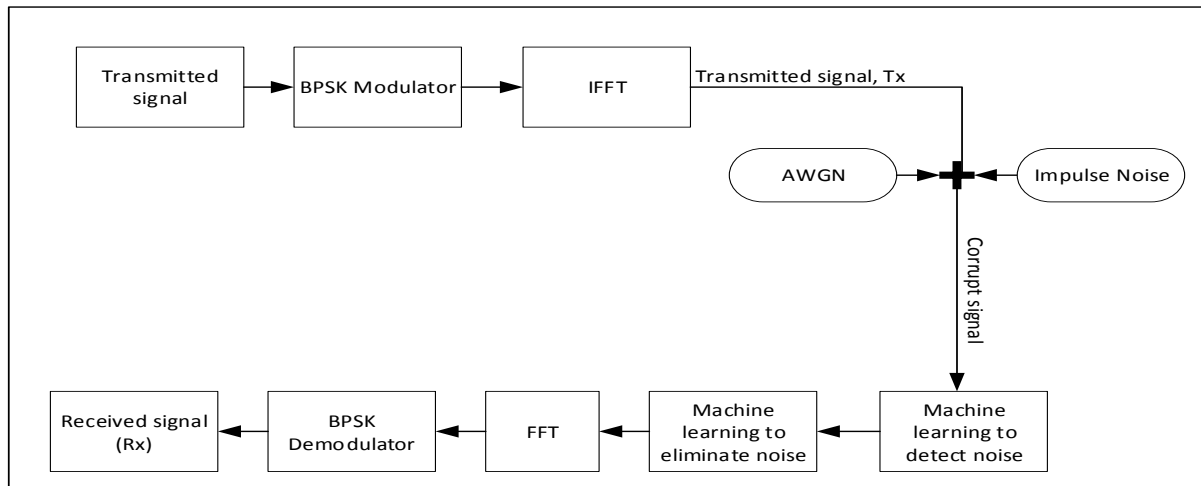 Transmitted
signal
BPSK Modulator
IFFT
Transmitted signal, Tx
AWGN
Impulse Noise
Corrupt signal
Received signal
(Rx)
BPSK
Demodulator
FFT
Machine
learning to
eliminate noise
Machine
learning to
detect noise